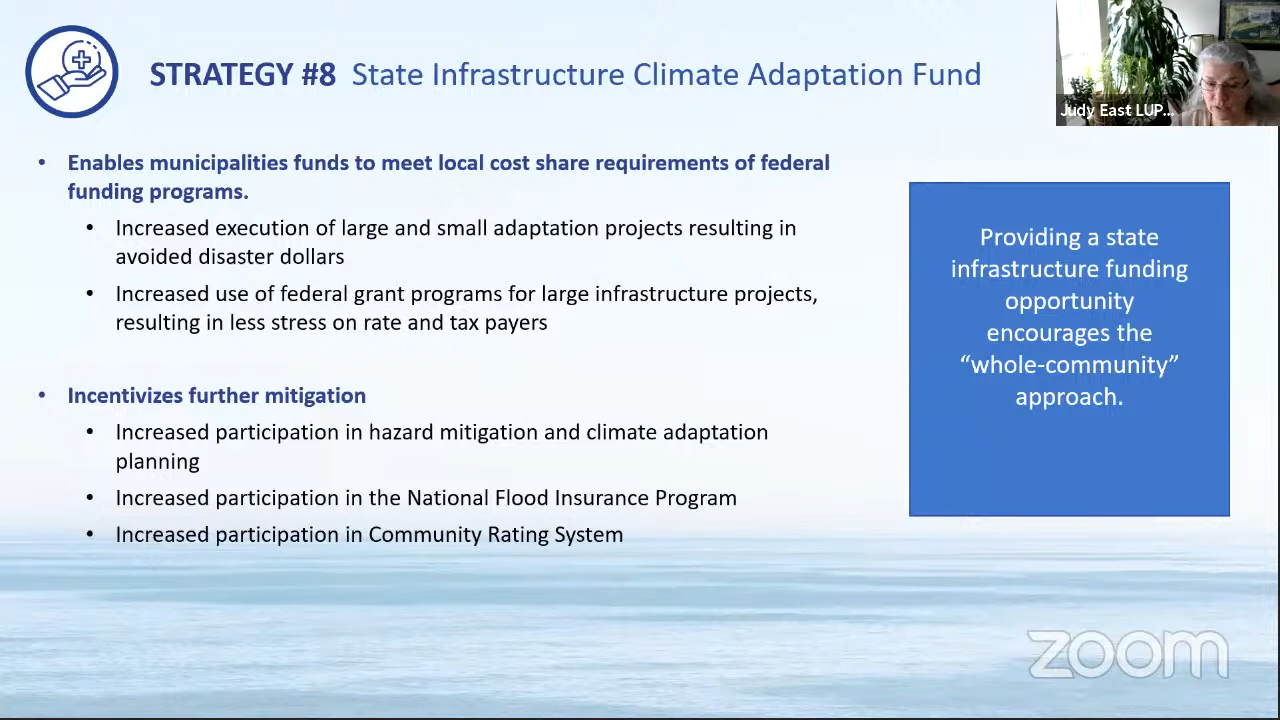 STRATEGY #8 State Infrastructure Climate Adaptation Fund
Judy East LUP...
• Enables municipalities funds to meet local cost share requirements of federal
funding programs.
• Increased execution of large and small adaptation projects resulting in
avoided disaster dollars
• Increased use of federal grant programs for large infrastructure projects,
resulting in less stress on rate and tax payers
• Incentivizes further mitigation
• Increased participation in hazard mitigation and climate adaptation
planning
• Increased participation in the National Flood Insurance Program
• Increased participation in Community Rating System
Providing a state
infrastructure funding
opportunity
encourages the
“whole-community”
approach.
zoom